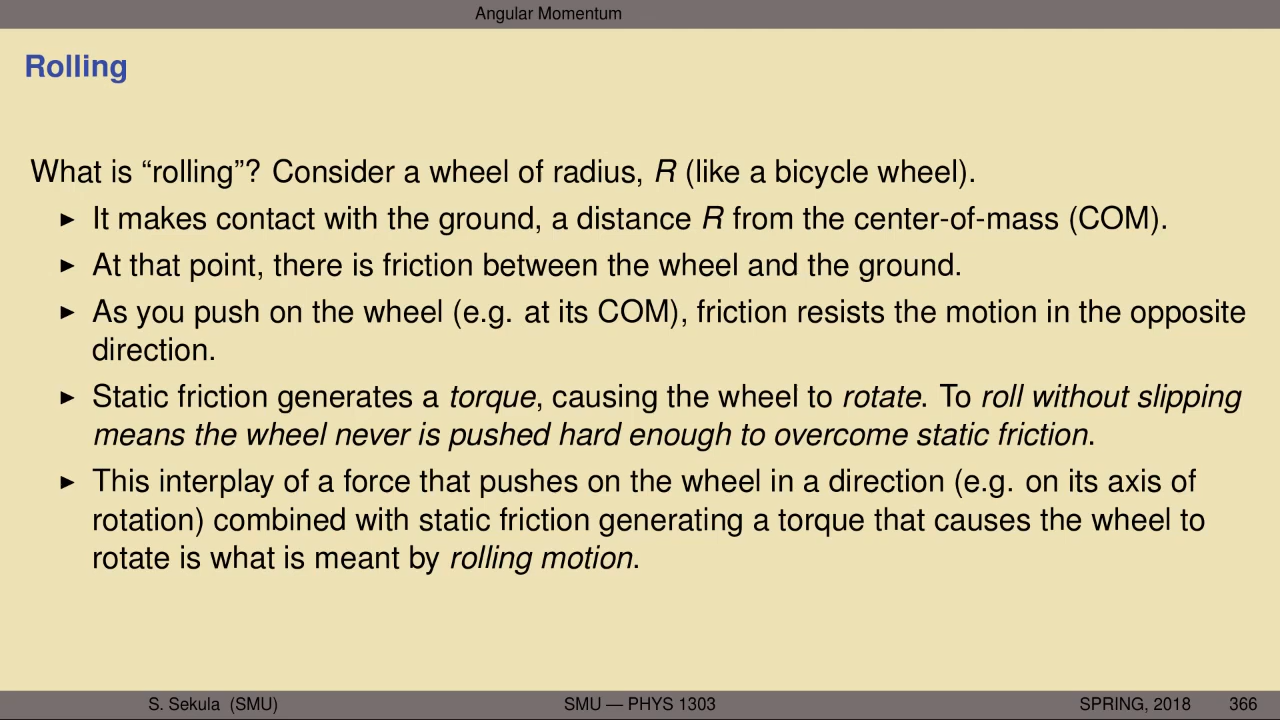 Angular Momentum
Rolling
What is “rolling”? Consider a wheel of radius, R (like a bicycle wheel).
► It makes contact with the ground, a distance R from the center-of-mass (COM).
► At that point, there is friction between the wheel and the ground.
► As you push on the wheel (e.g. at its COM), friction resists the motion in the opposite
direction.
► Static friction generates a torque, causing the wheel to rotate. To roll without slipping
means the wheel never is pushed hard enough to overcome static friction.
► This interplay of a force that pushes on the wheel in a direction (e.g. on its axis of
rotation) combined with static friction generating a torque that causes the wheel to
rotate is what is meant by rolling motion.
S. Sekula (SMU) SMU — PHYS 1303 SPRING, 2018 366